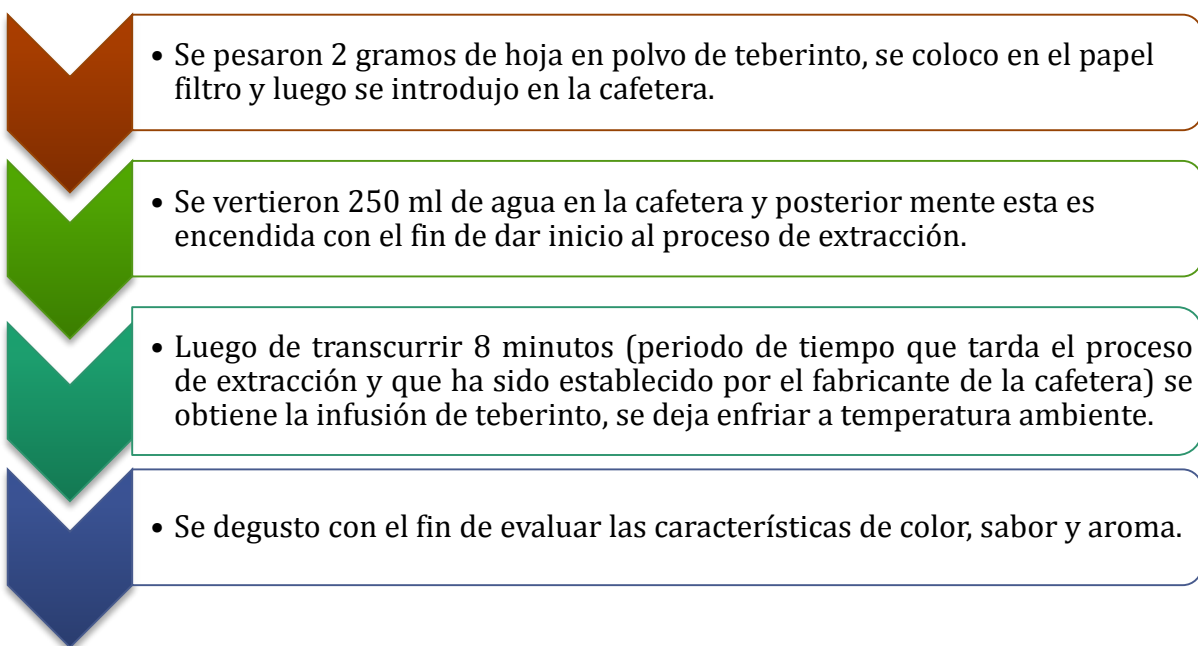 • Se pesaron 2 gramos de hoja en polvo de teberinto, se coloco en el papel
filtro y luego se introdujo en la cafetera.
• Se vertieron 250 ml de agua en la cafetera y posterior mente esta es
encendida con el fin de dar inicio al proceso de extracción.
• Luego de transcurrir 8 minutos (periodo de tiempo que tarda el proceso
de extracción y que ha sido establecido por el fabricante de la cafetera) se
obtiene la infusión de teberinto, se deja enfriar a temperatura ambiente.
• Se degusto con el fin de evaluar las características de color, sabor y aroma.